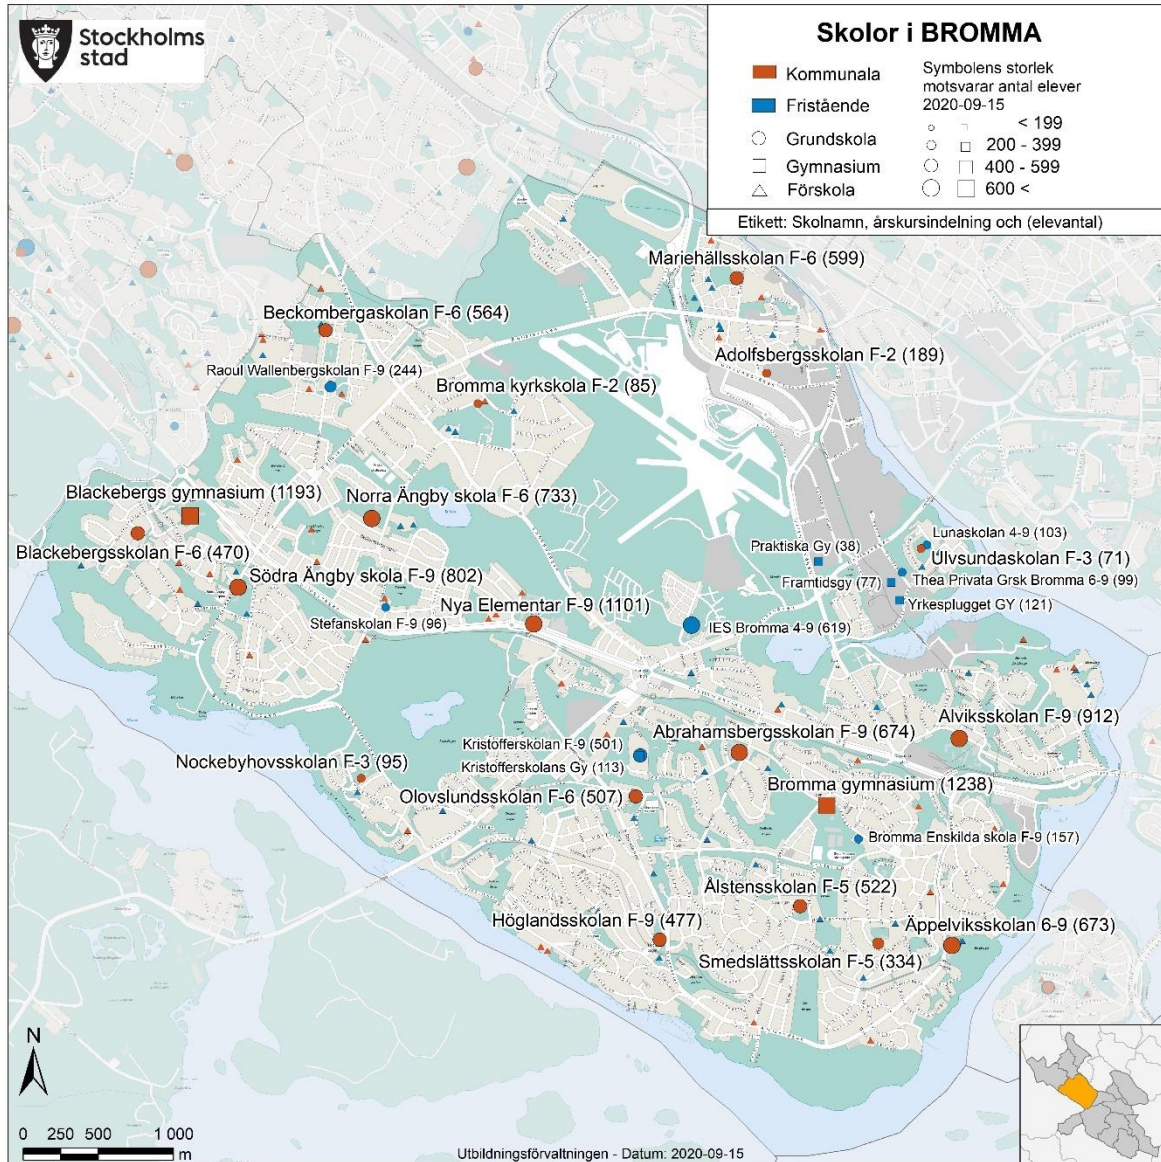 Stockholms
stad
Skolor i BROMMA
Kommunala
Fristående
Grundskola
Gymnasium
Förskola
Symbolens storlek
motsvarar antal elever
2020-09-15
< 199
200 - 399
400 - 599
600 <
Etikett: Skolnamn, årskursindelning och (elevantal)
Mariehällsskolan F-6 (599)
Beckombergaskolan F-6 (564)
Adolfsbergsskolan F-2 (189)
Raoul Wallenbergskolan F-9 (244)
Bromma kyrkskola F-2 (85)
Blackebergs gymnasium (1193)
Norra Ängby skola F-6 (733)
Lunaskolan 4-9 (103)
Praktiska Gy (38)
Blackebergsskolan F-6 (470)
Ulvsundaskolan F-3 (71)
Södra Ängby skola F-9 (802)
Framtidsgy (77)
Thea Privata Grsk Bromma 6-9 (99)
Nya Elementar F-9 (1101)
Yrkesplugget GY (121)
Stefanskolan F-9 (96)
IES Bromma 4-9 (619)
Alviksskolan F-9 (912)
Abrahamsbergsskolan F-9 (674)
Kristofferskolan F-9 (501)
Nockebyhovsskolan F-3 (95)
Kristofferskolans Gy (113)
Bromma gymnasium (1238)
Olovslundsskolan F-6 (507)
Bromma Enskilda skola F-9 (157)
Ålstensskolan F-5 (522)
Höglandsskolan F-9 (477)
Äppelviksskolan 6-9 (673)
Smedslättsskolan F-5 (334)
N
0 250 500 1 000
m
Utbildningsförvaltningen - Datum: 2020-09-15